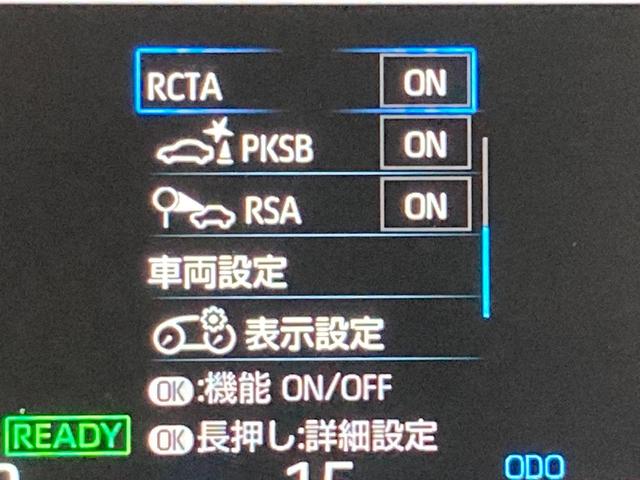 RCTA ON
PKSB ON
RSA ON
車両設定
表示設定
OK:機能 ON/OFF
READY OK長押し:詳細設定
ODO